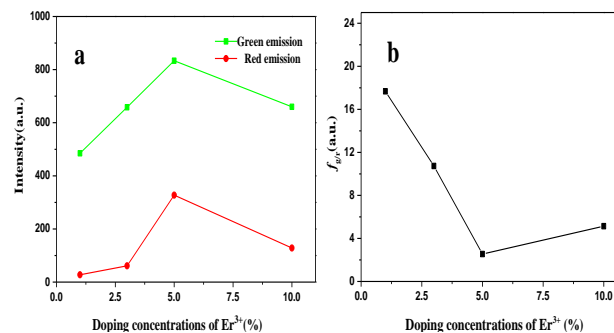 a
Green emission
Red emission
1000
800
600
400
200
0
Intensity(a.u.)
0.0 2.5 5.0 7.5 10.0
Doping concentrations of Er³⁺(%)
b
24
20
16
12
8
4
0
f_g/r(a.u.)
0.0 2.5 5.0 7.5 10.0
Doping concentrations of Er³⁺ (%)